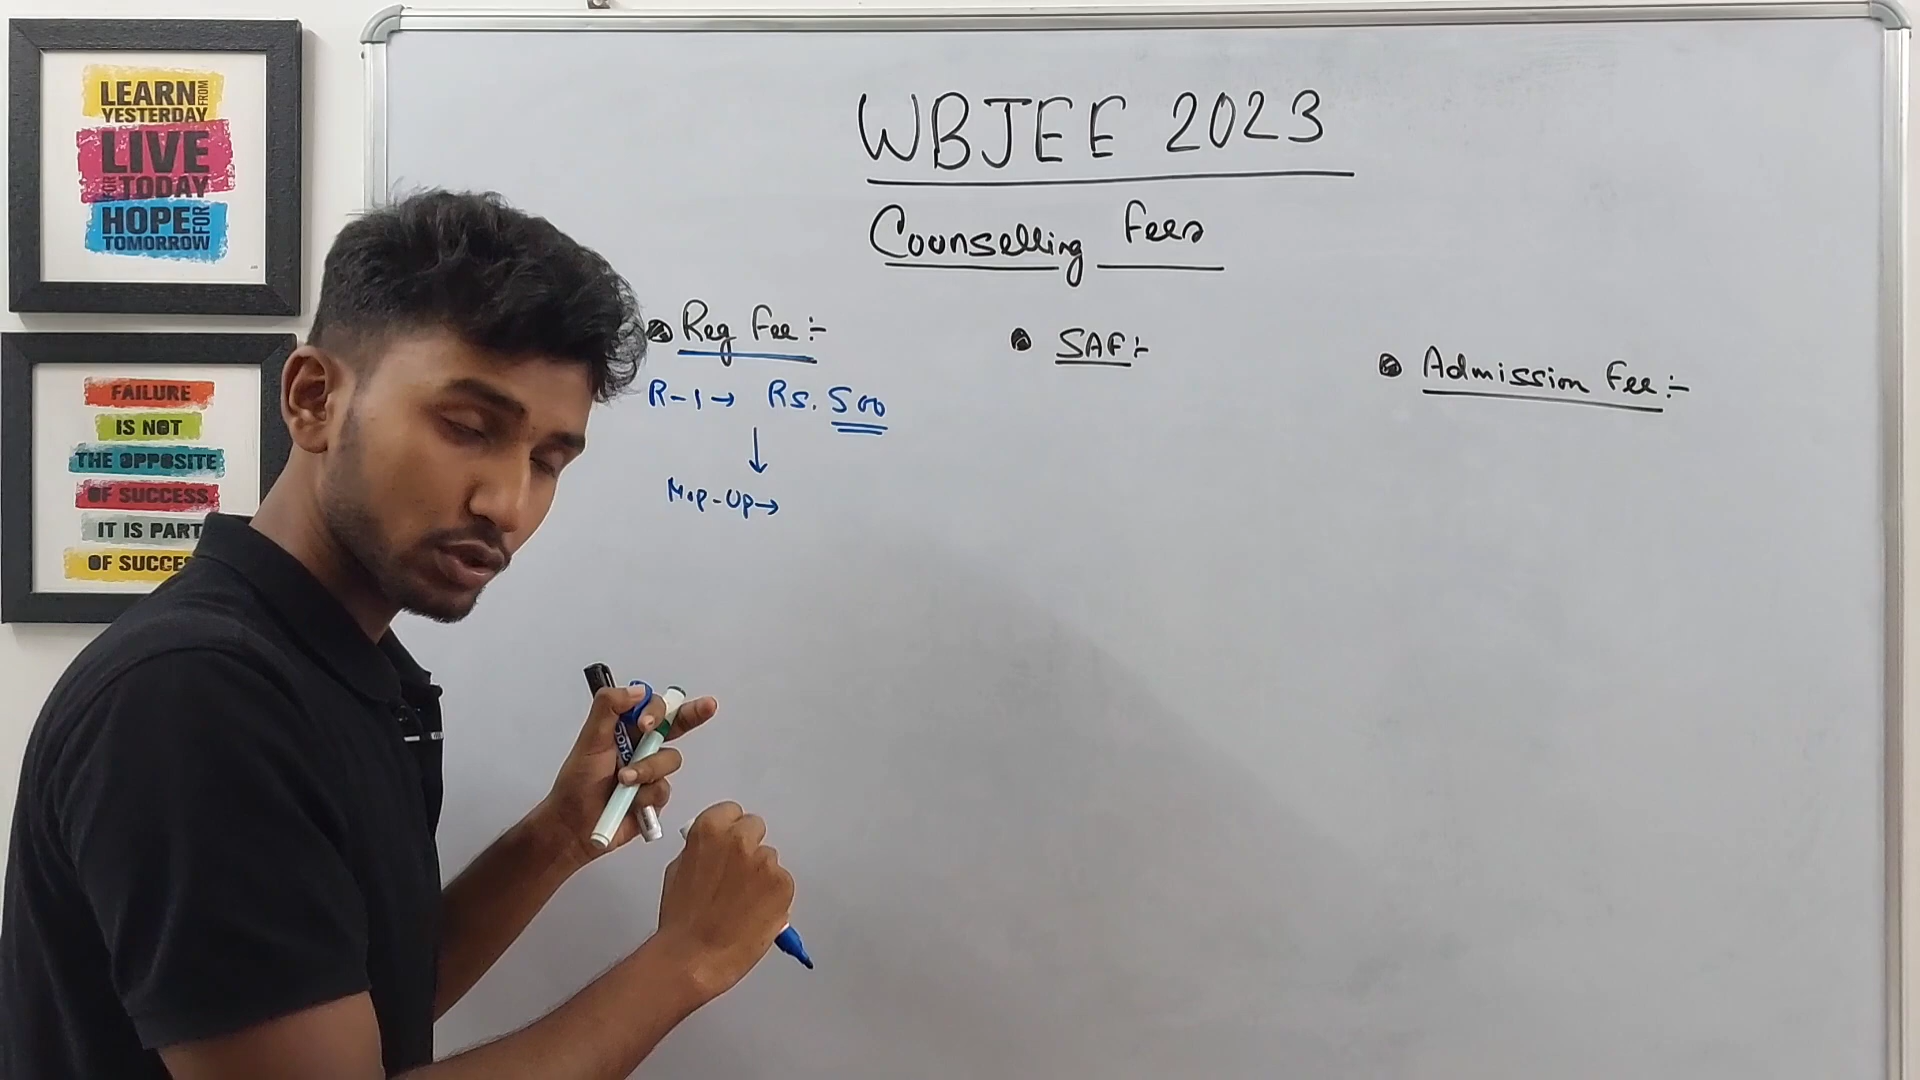 LEARN FROM
YESTERDAY
LIVE
FOR TODAY
HOPE FOR
TOMORROW
FAILURE
IS NOT
THE OPPOSITE
OF SUCCESS.
IT IS PART
OF SUCCE
WBJEE 2023
Counselling Fees
Reg Fee:-
R-1→ Rs. 500
↓
Mop-Up→
SAF:-
Admission Fee:-